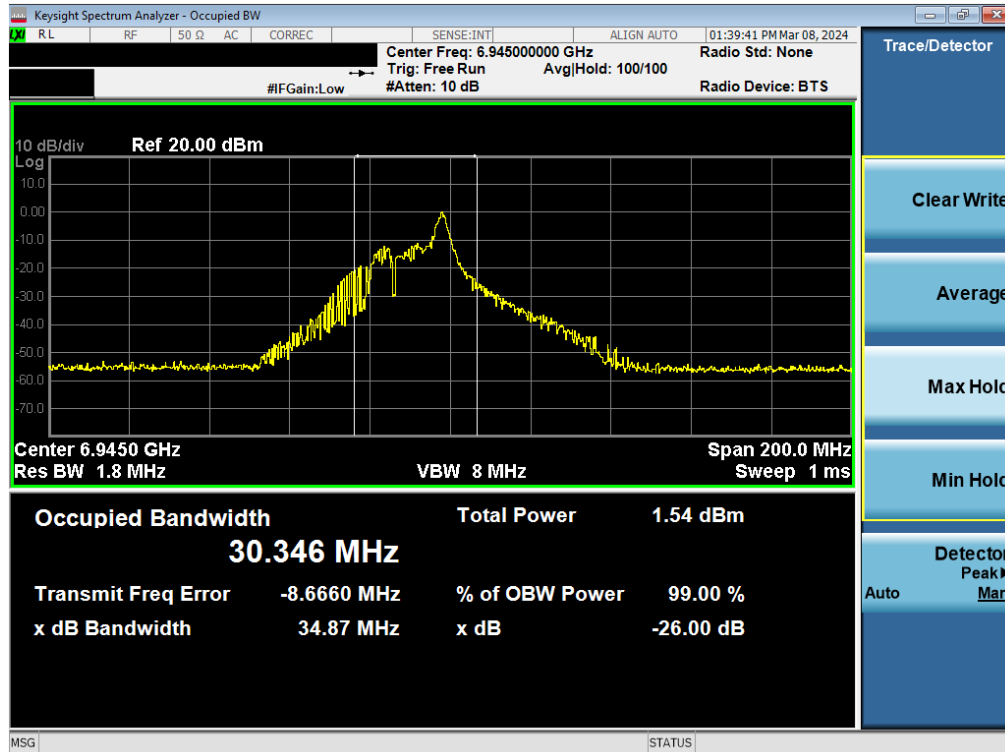 Keysight Spectrum Analyzer - Occupied BW
LXI RL RF 50 Ω AC CORREC SENSE:INT ALIGN AUTO 01:39:41 PM Mar 08, 2024
Center Freq: 6.945000000 GHz Radio Std: None
Trig: Free Run Avg|Hold: 100/100
#IFGain:Low #Atten: 10 dB Radio Device: BTS
Trace/Detector
10 dB/div Ref 20.00 dBm
Log
10.0
0.00
-10.0
-20.0
-30.0
-40.0
-50.0
-60.0
-70.0
Center 6.9450 GHz Span 200.0 MHz
Res BW 1.8 MHz VBW 8 MHz Sweep 1 ms
Occupied Bandwidth Total Power 1.54 dBm
30.346 MHz
Transmit Freq Error -8.6660 MHz % of OBW Power 99.00 %
x dB Bandwidth 34.87 MHz x dB -26.00 dB
Clear Write
Average
Max Hold
Min Hold
Detector
Peak
Auto Man
MSG STATUS